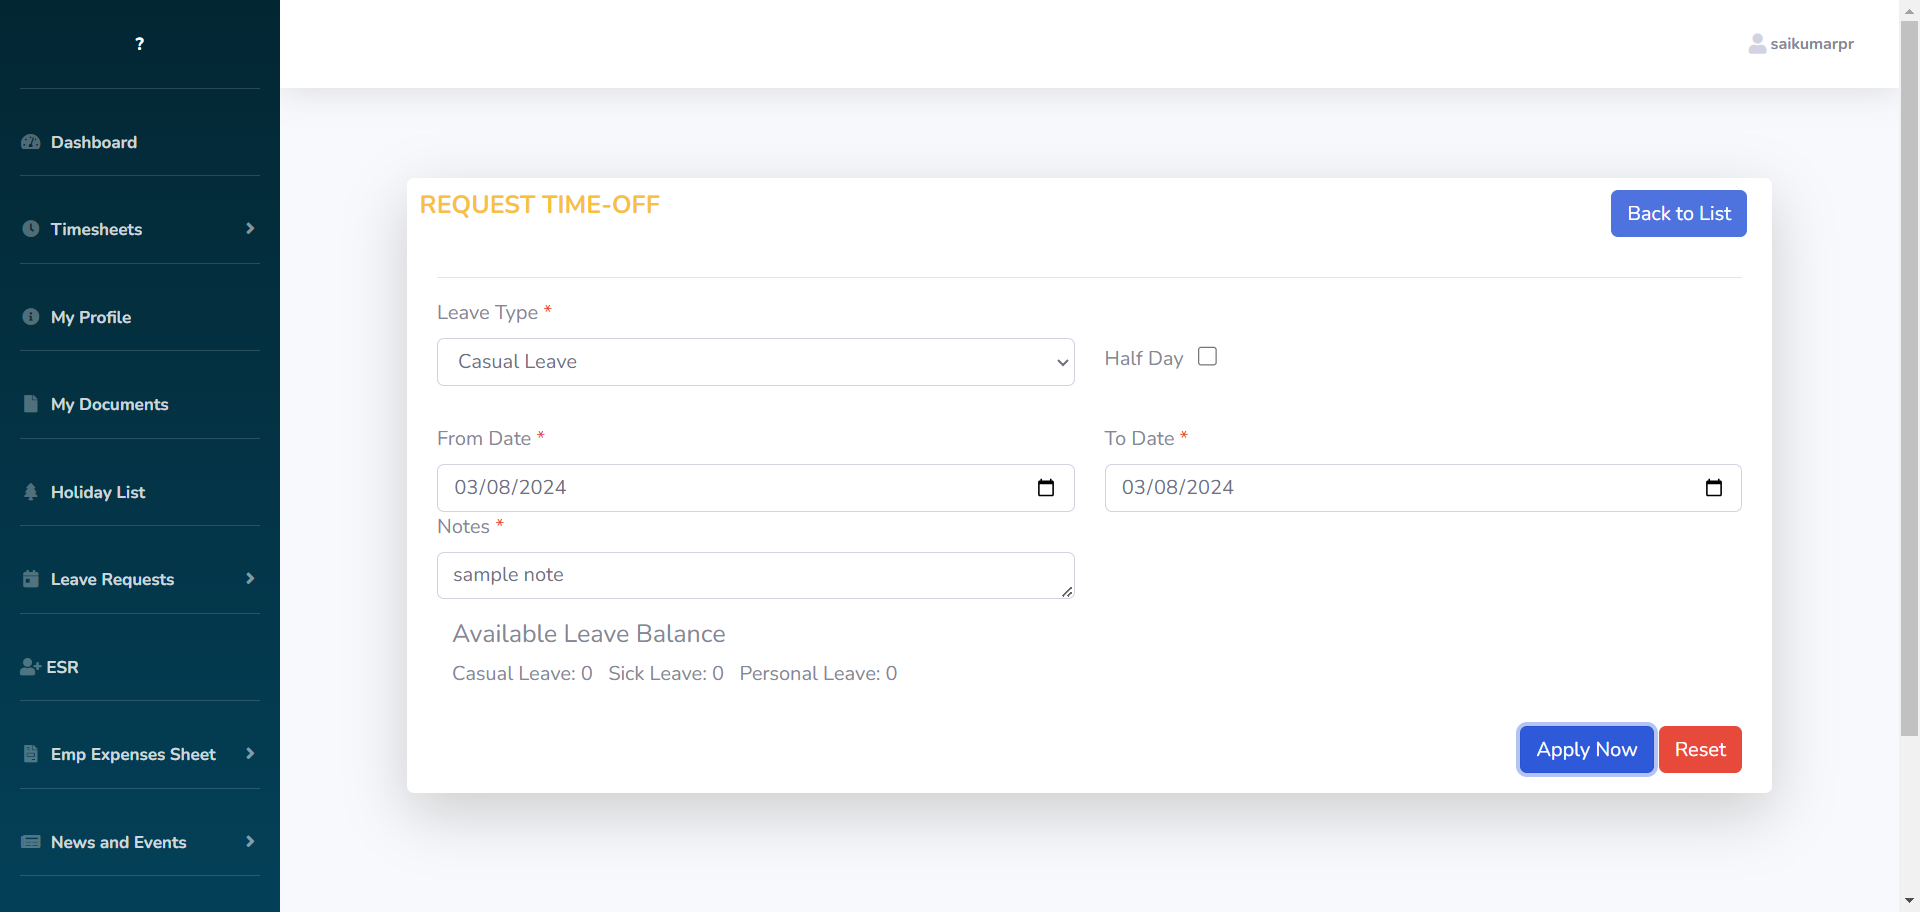 ?
saikumarpr
Dashboard
Timesheets
My Profile
My Documents
Holiday List
Leave Requests
ESR
Emp Expenses Sheet
News and Events
REQUEST TIME-OFF
Back to List
Leave Type *
Casual Leave
Half Day
From Date *
To Date *
03/08/2024
03/08/2024
Notes *
sample note
Available Leave Balance
Casual Leave: 0 Sick Leave: 0 Personal Leave: 0
Apply Now
Reset